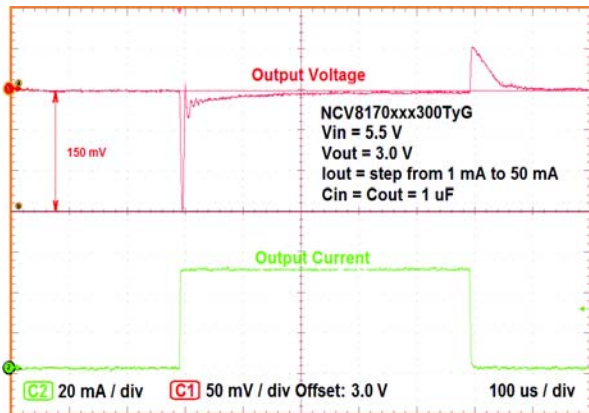 Output Voltage
NCV8170xxx300TyG
Vin = 5.5 V
Vout = 3.0 V
Iout = step from 1 mA to 50 mA
Cin = Cout = 1 uF
150 mV
Output Current
C2 20 mA / div C1 50 mV / div Offset: 3.0 V 100 us / div